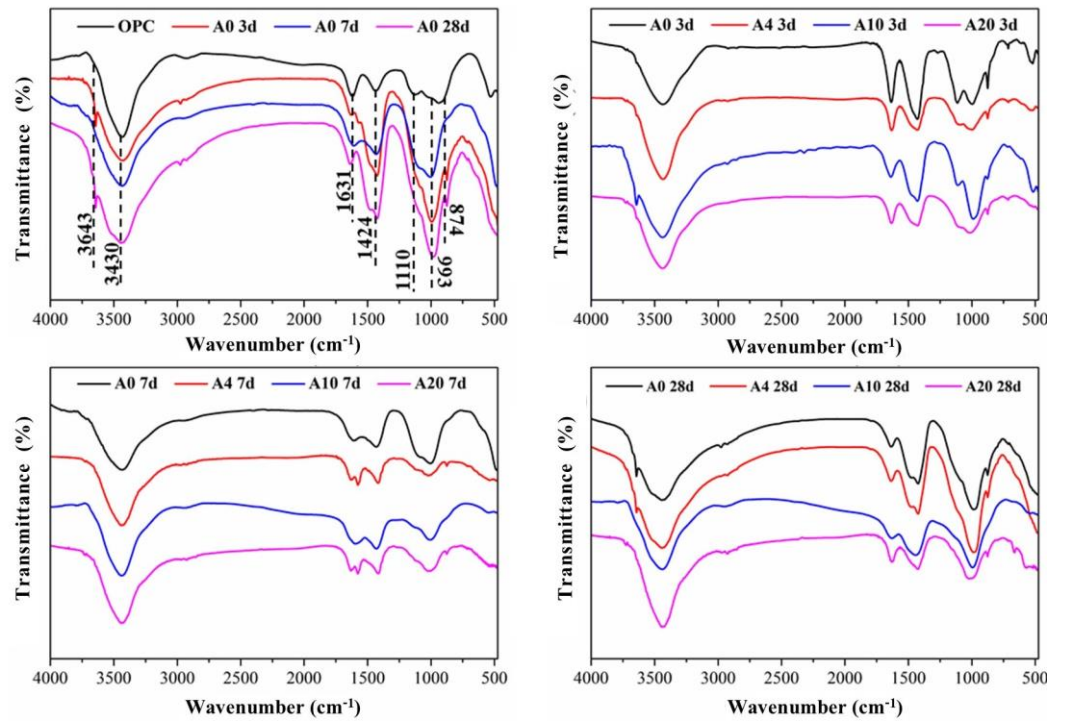 OPC A0 3d A0 7d A0 28d
Transmittance (%)
3643
3430
1631
1424
1110
993
874
4000 3500 3000 2500 2000 1500 1000 500
Wavenumber (cm-1)
A0 3d A4 3d A10 3d A20 3d
Transmittance (%)
4000 3500 3000 2500 2000 1500 1000 500
Wavenumber (cm-1)
A0 7d A4 7d A10 7d A20 7d
Transmittance (%)
4000 3500 3000 2500 2000 1500 1000 500
Wavenumber (cm-1)
A0 28d A4 28d A10 28d A20 28d
Transmittance (%)
4000 3500 3000 2500 2000 1500 1000 500
Wavenumber (cm-1)